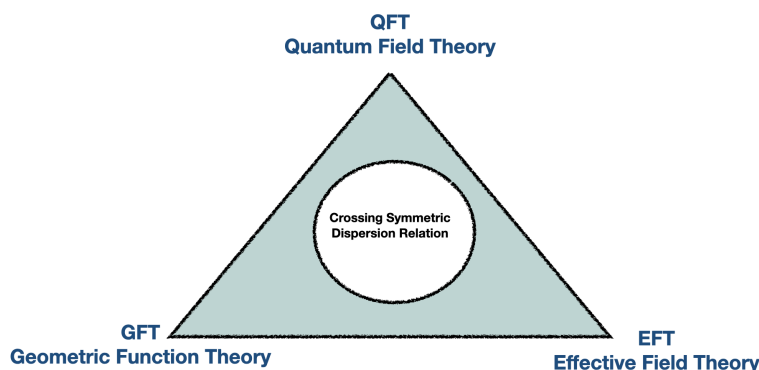 QFT
Quantum Field Theory
Crossing Symmetric
Dispersion Relation
GFT
Geometric Function Theory
EFT
Effective Field Theory